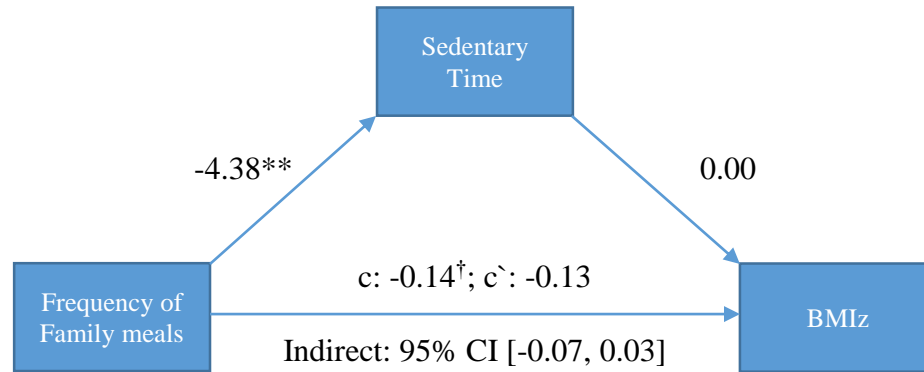 Sedentary
Time
-4.38**
0.00
c: -0.14†; c`: -0.13
Frequency of
Family meals
BMIz
Indirect: 95% CI [-0.07, 0.03]